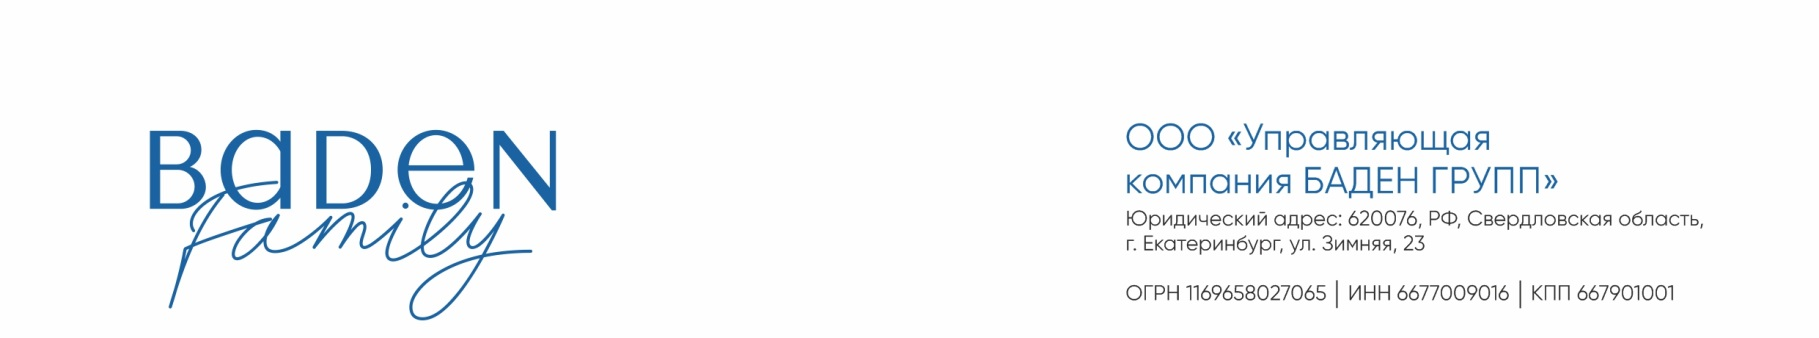 BADEN
Family
ООО «Управляющая
компания БАДЕН ГРУПП»
Юридический адрес: 620076, РФ, Свердловская область,
г. Екатеринбург, ул. Зимняя, 23
ОГРН 1169658027065 | ИНН 6677009016 | КПП 667901001